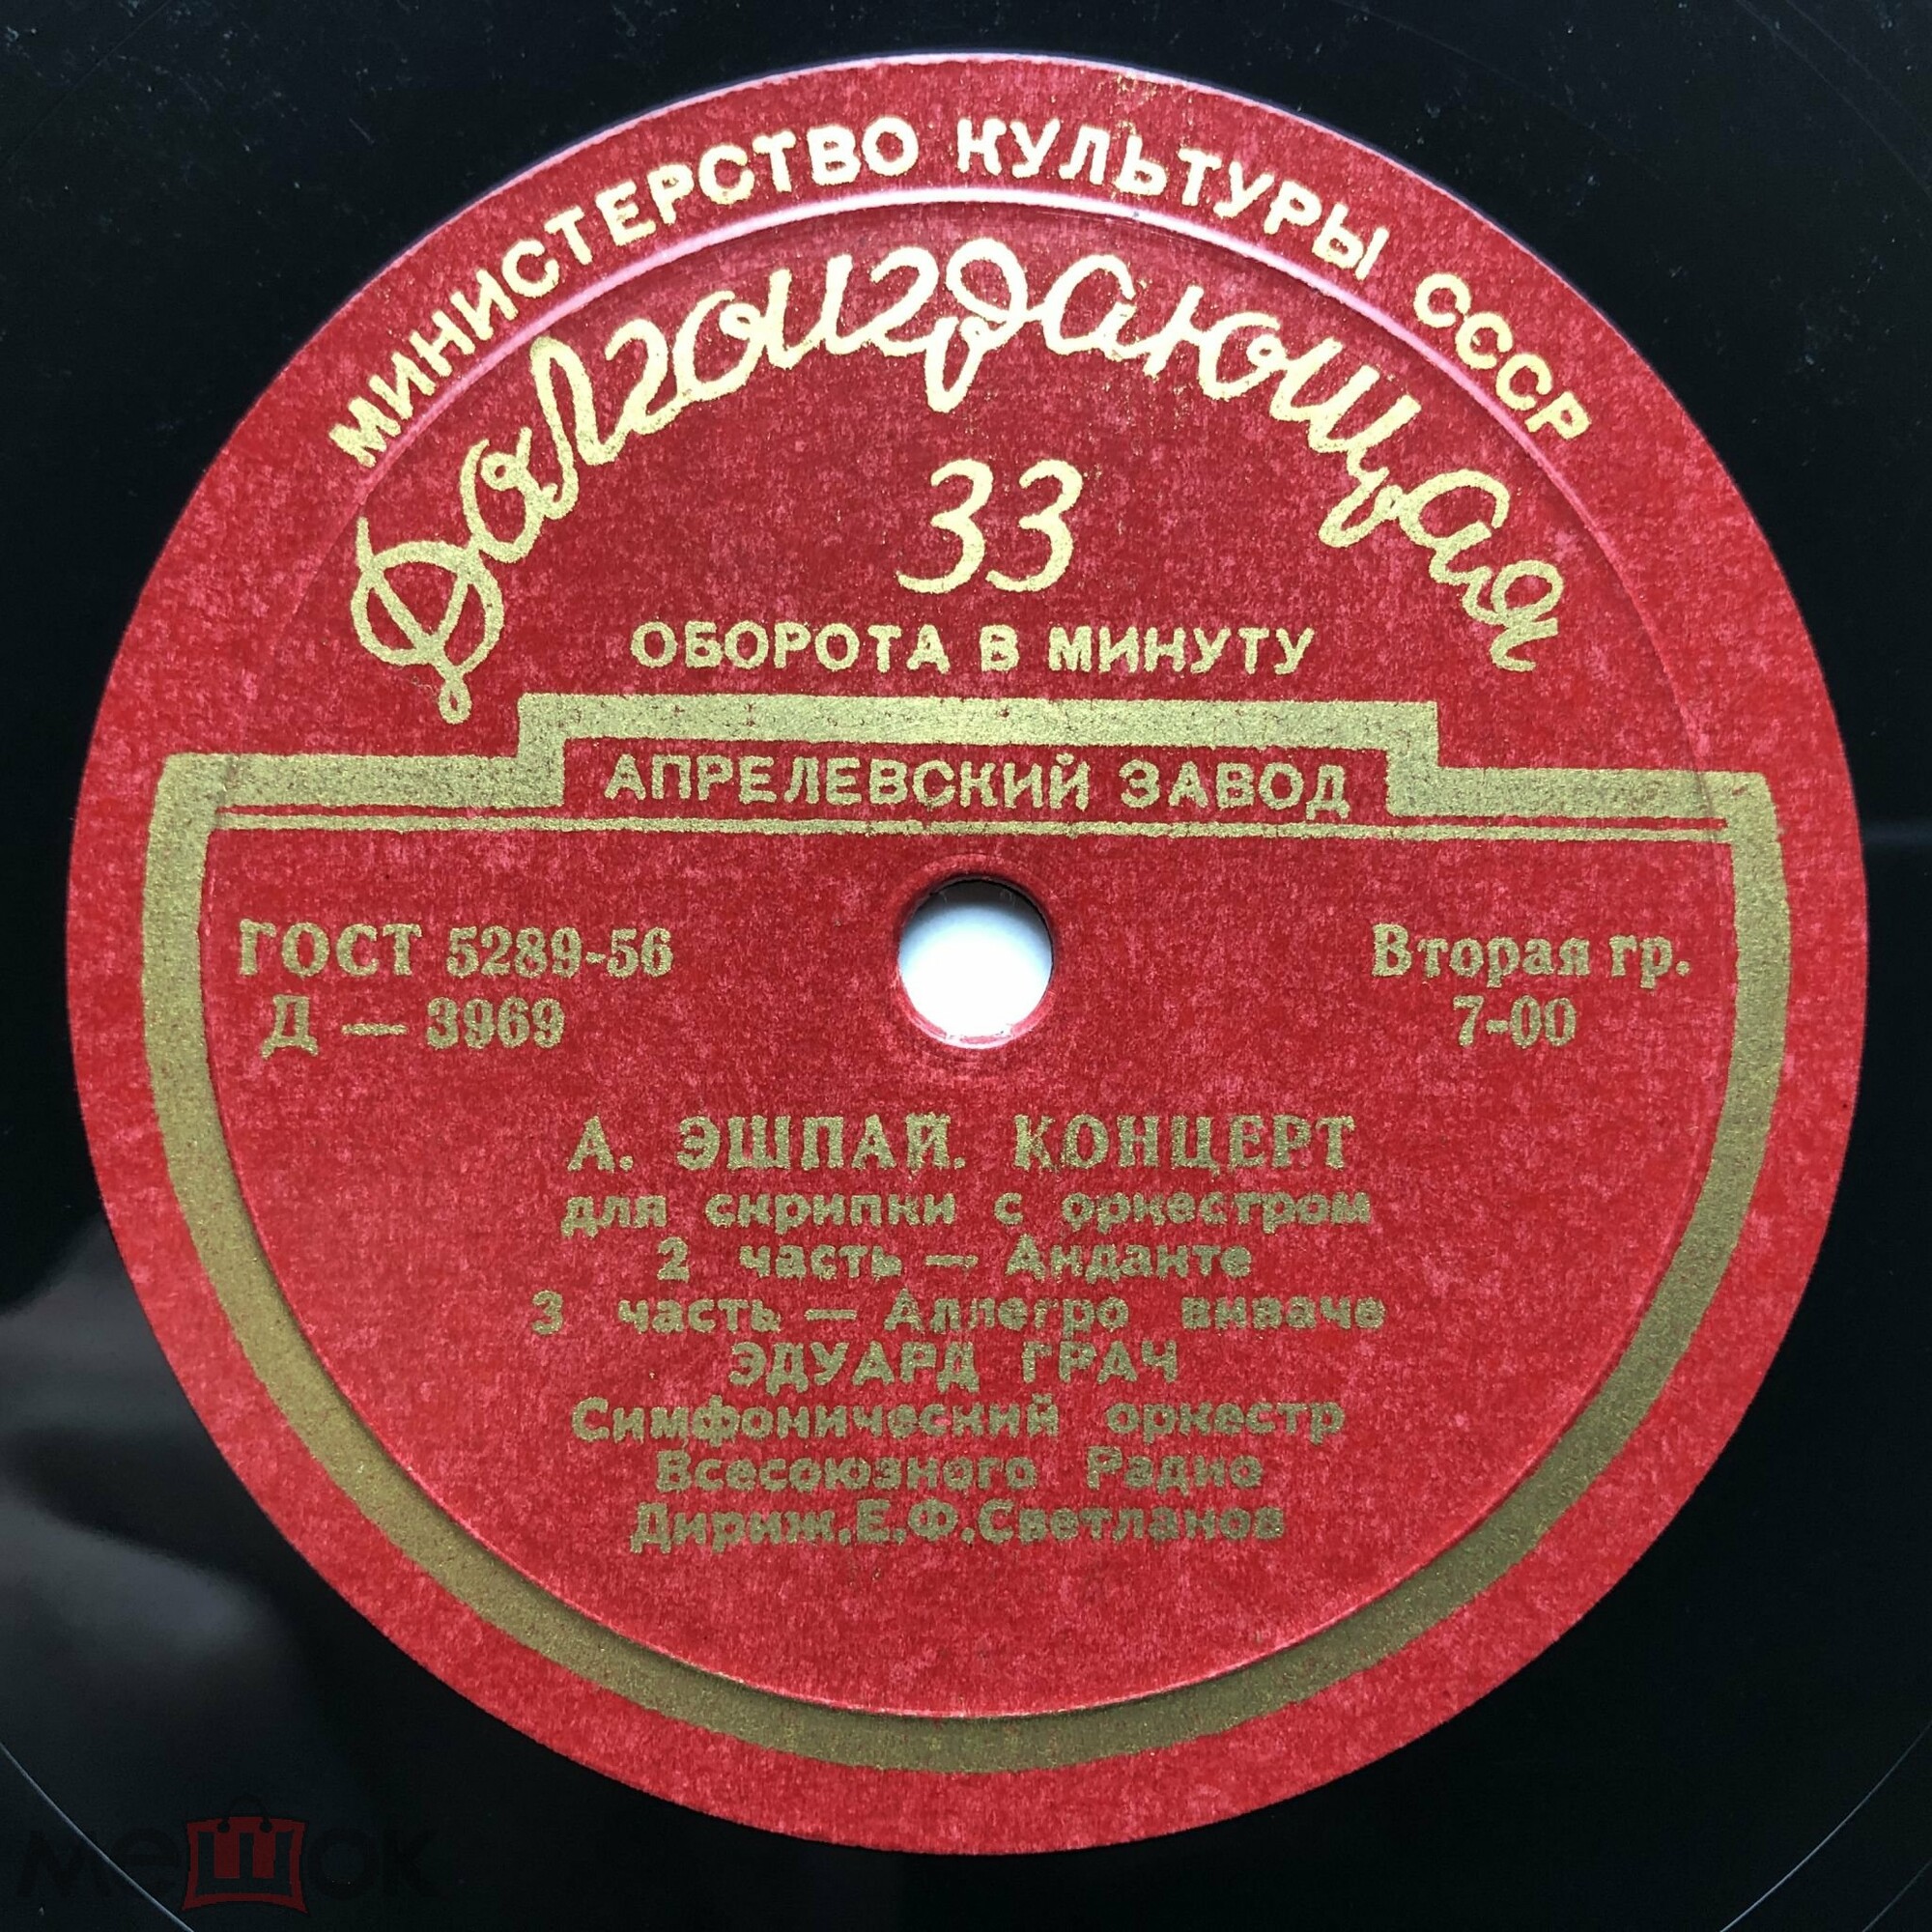 МИНИСТЕРСТВО КУЛЬТУРЫ СССР
Долгоиграющая
33
ОБОРОТА В МИНУТУ
АПРЕЛЕВСКИЙ ЗАВОД
ГОСТ 5289-56
Вторая гр.
Д — 3969
7-00
А. ЭШПАЙ. КОНЦЕРТ
для скрипки с оркестром
2 часть — Анданте
3 часть — Аллегро виваче
ЭДУАРД ГРАЧ
Симфонический оркестр
Всесоюзного Радио
Дириж.Е.Ф.Светланов
мешок